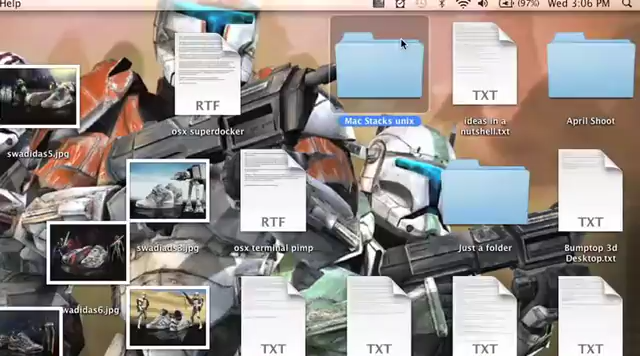 Help
(97%)
Wed 3:06 PM
RTF
TXT
osx superdocker
Mac Stacks unix
ideas in a
nutshell.txt
April Shoot
swadidas5.jpg
RTF
TXT
swadidas3.jpg
osx terminal pimp
Just a folder
Bumptop 3d
Desktop.txt
wadidas6.jpg
TXT
TXT
TXT
TXT